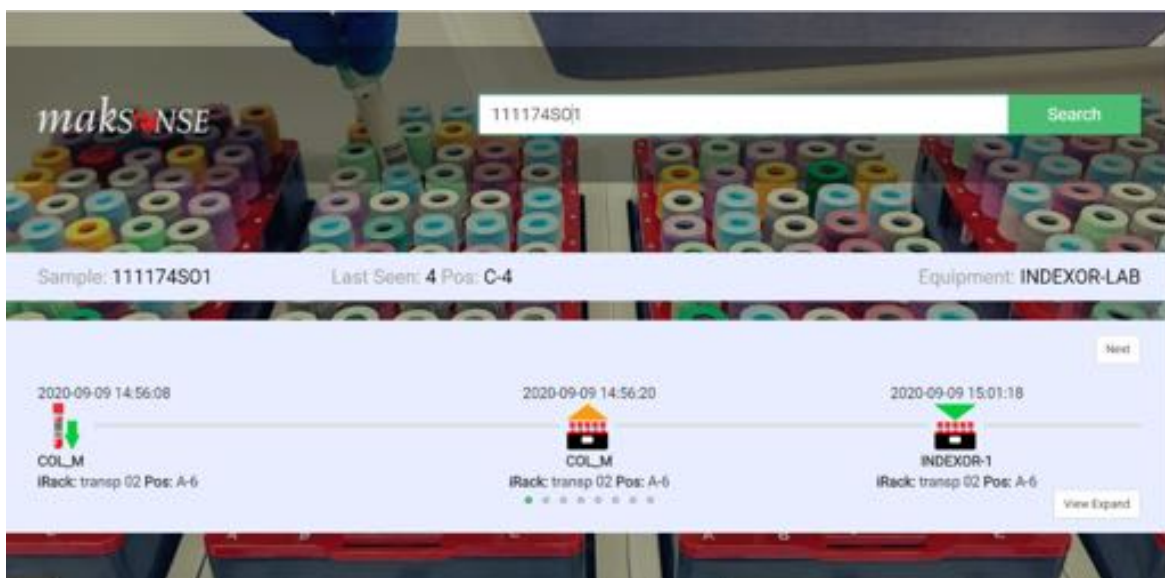 maksNSE
111174SO1
Search
Sample: 111174SO1 Last Seen: 4 Pos: C-4 Equipment: INDEXOR-LAB
Next
2020-09-09 14:56:08 2020-09-09 14:56:20 2020-09-09 15:01:18
COL_M COL_M INDEXOR-1
iRack: transp 02 Pos: A-6 iRack: transp 02 Pos: A-6 iRack: transp 02 Pos: A-6
View Expand
A B C A B C